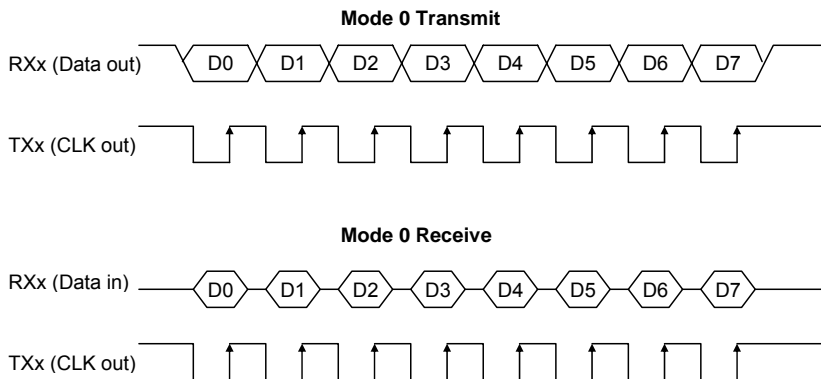 Mode 0 Transmit
RXx (Data out) D0 D1 D2 D3 D4 D5 D6 D7
TXx (CLK out)
Mode 0 Receive
RXx (Data in) D0 D1 D2 D3 D4 D5 D6 D7
TXx (CLK out)